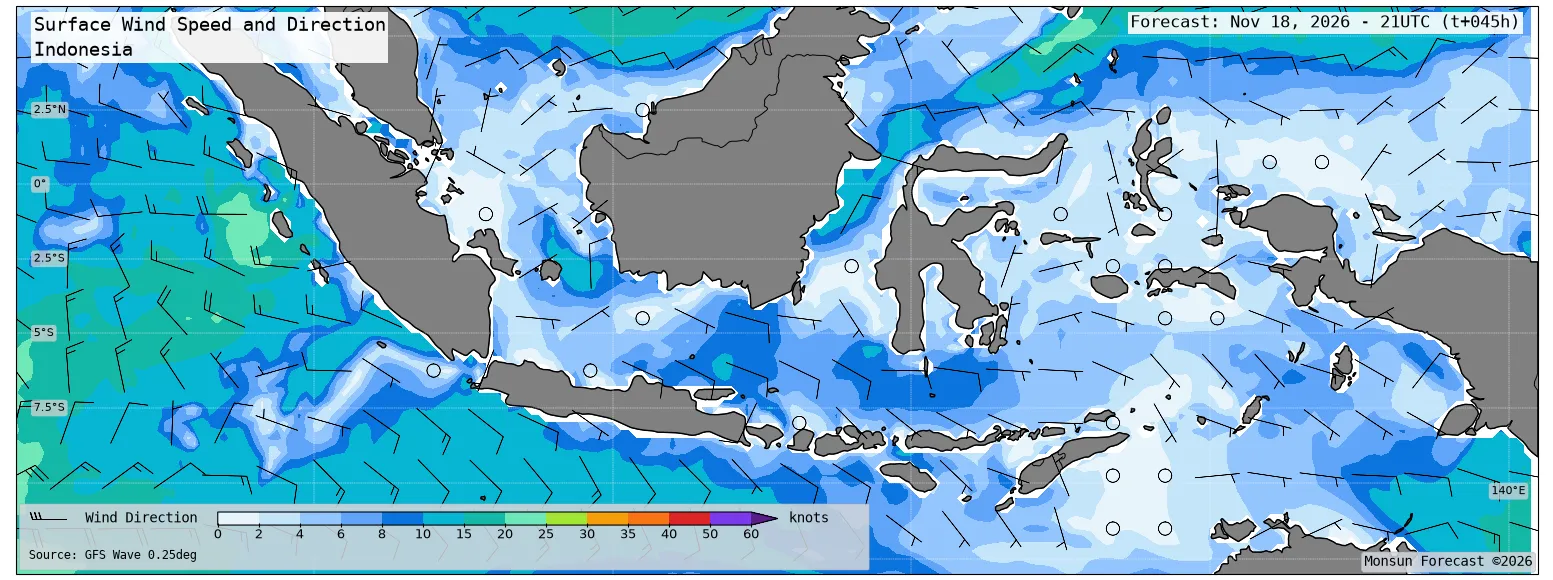 Surface Wind Speed and Direction
Indonesia
Forecast: Nov 18, 2026 - 21UTC (t+045h)
2.5°N
0°
2.5°S
5°S
7.5°S
140°E
Wind Direction
0 2 4 6 8 10 15 20 25 30 35 40 50 60
knots
Source: GFS Wave 0.25deg
Monsun Forecast ©2026